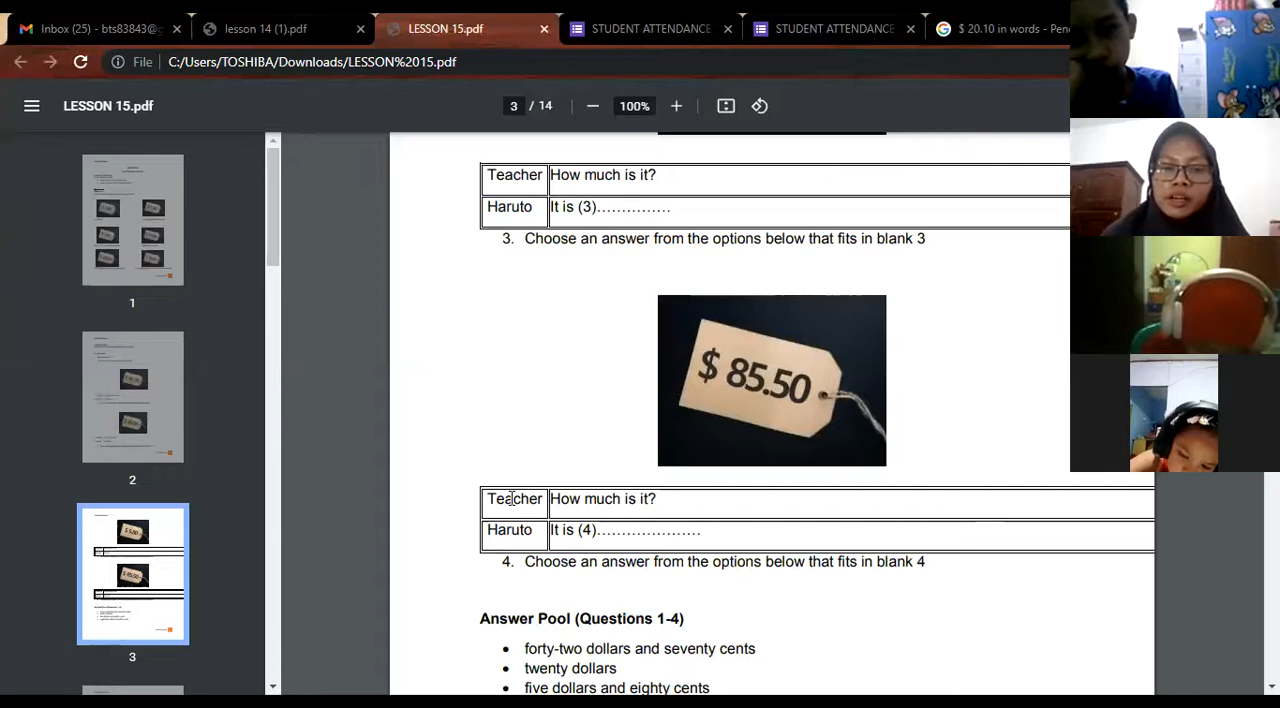 Inbox (25) - bts83843@g
lesson 14 (1).pdf
LESSON 15.pdf
STUDENT ATTENDANCE
STUDENT ATTENDANCE
$ 20.10 in words - Pen
File
C:/Users/TOSHIBA/Downloads/LESSON%2015.pdf
LESSON 15.pdf
3 / 14
100%
1
2
3
Teacher How much is it?
Haruto It is (3)……………
3. Choose an answer from the options below that fits in blank 3
$ 85.50
Teacher How much is it?
Haruto It is (4)………………….
4. Choose an answer from the options below that fits in blank 4
Answer Pool (Questions 1-4)
• forty-two dollars and seventy cents
• twenty dollars
• five dollars and eighty cents